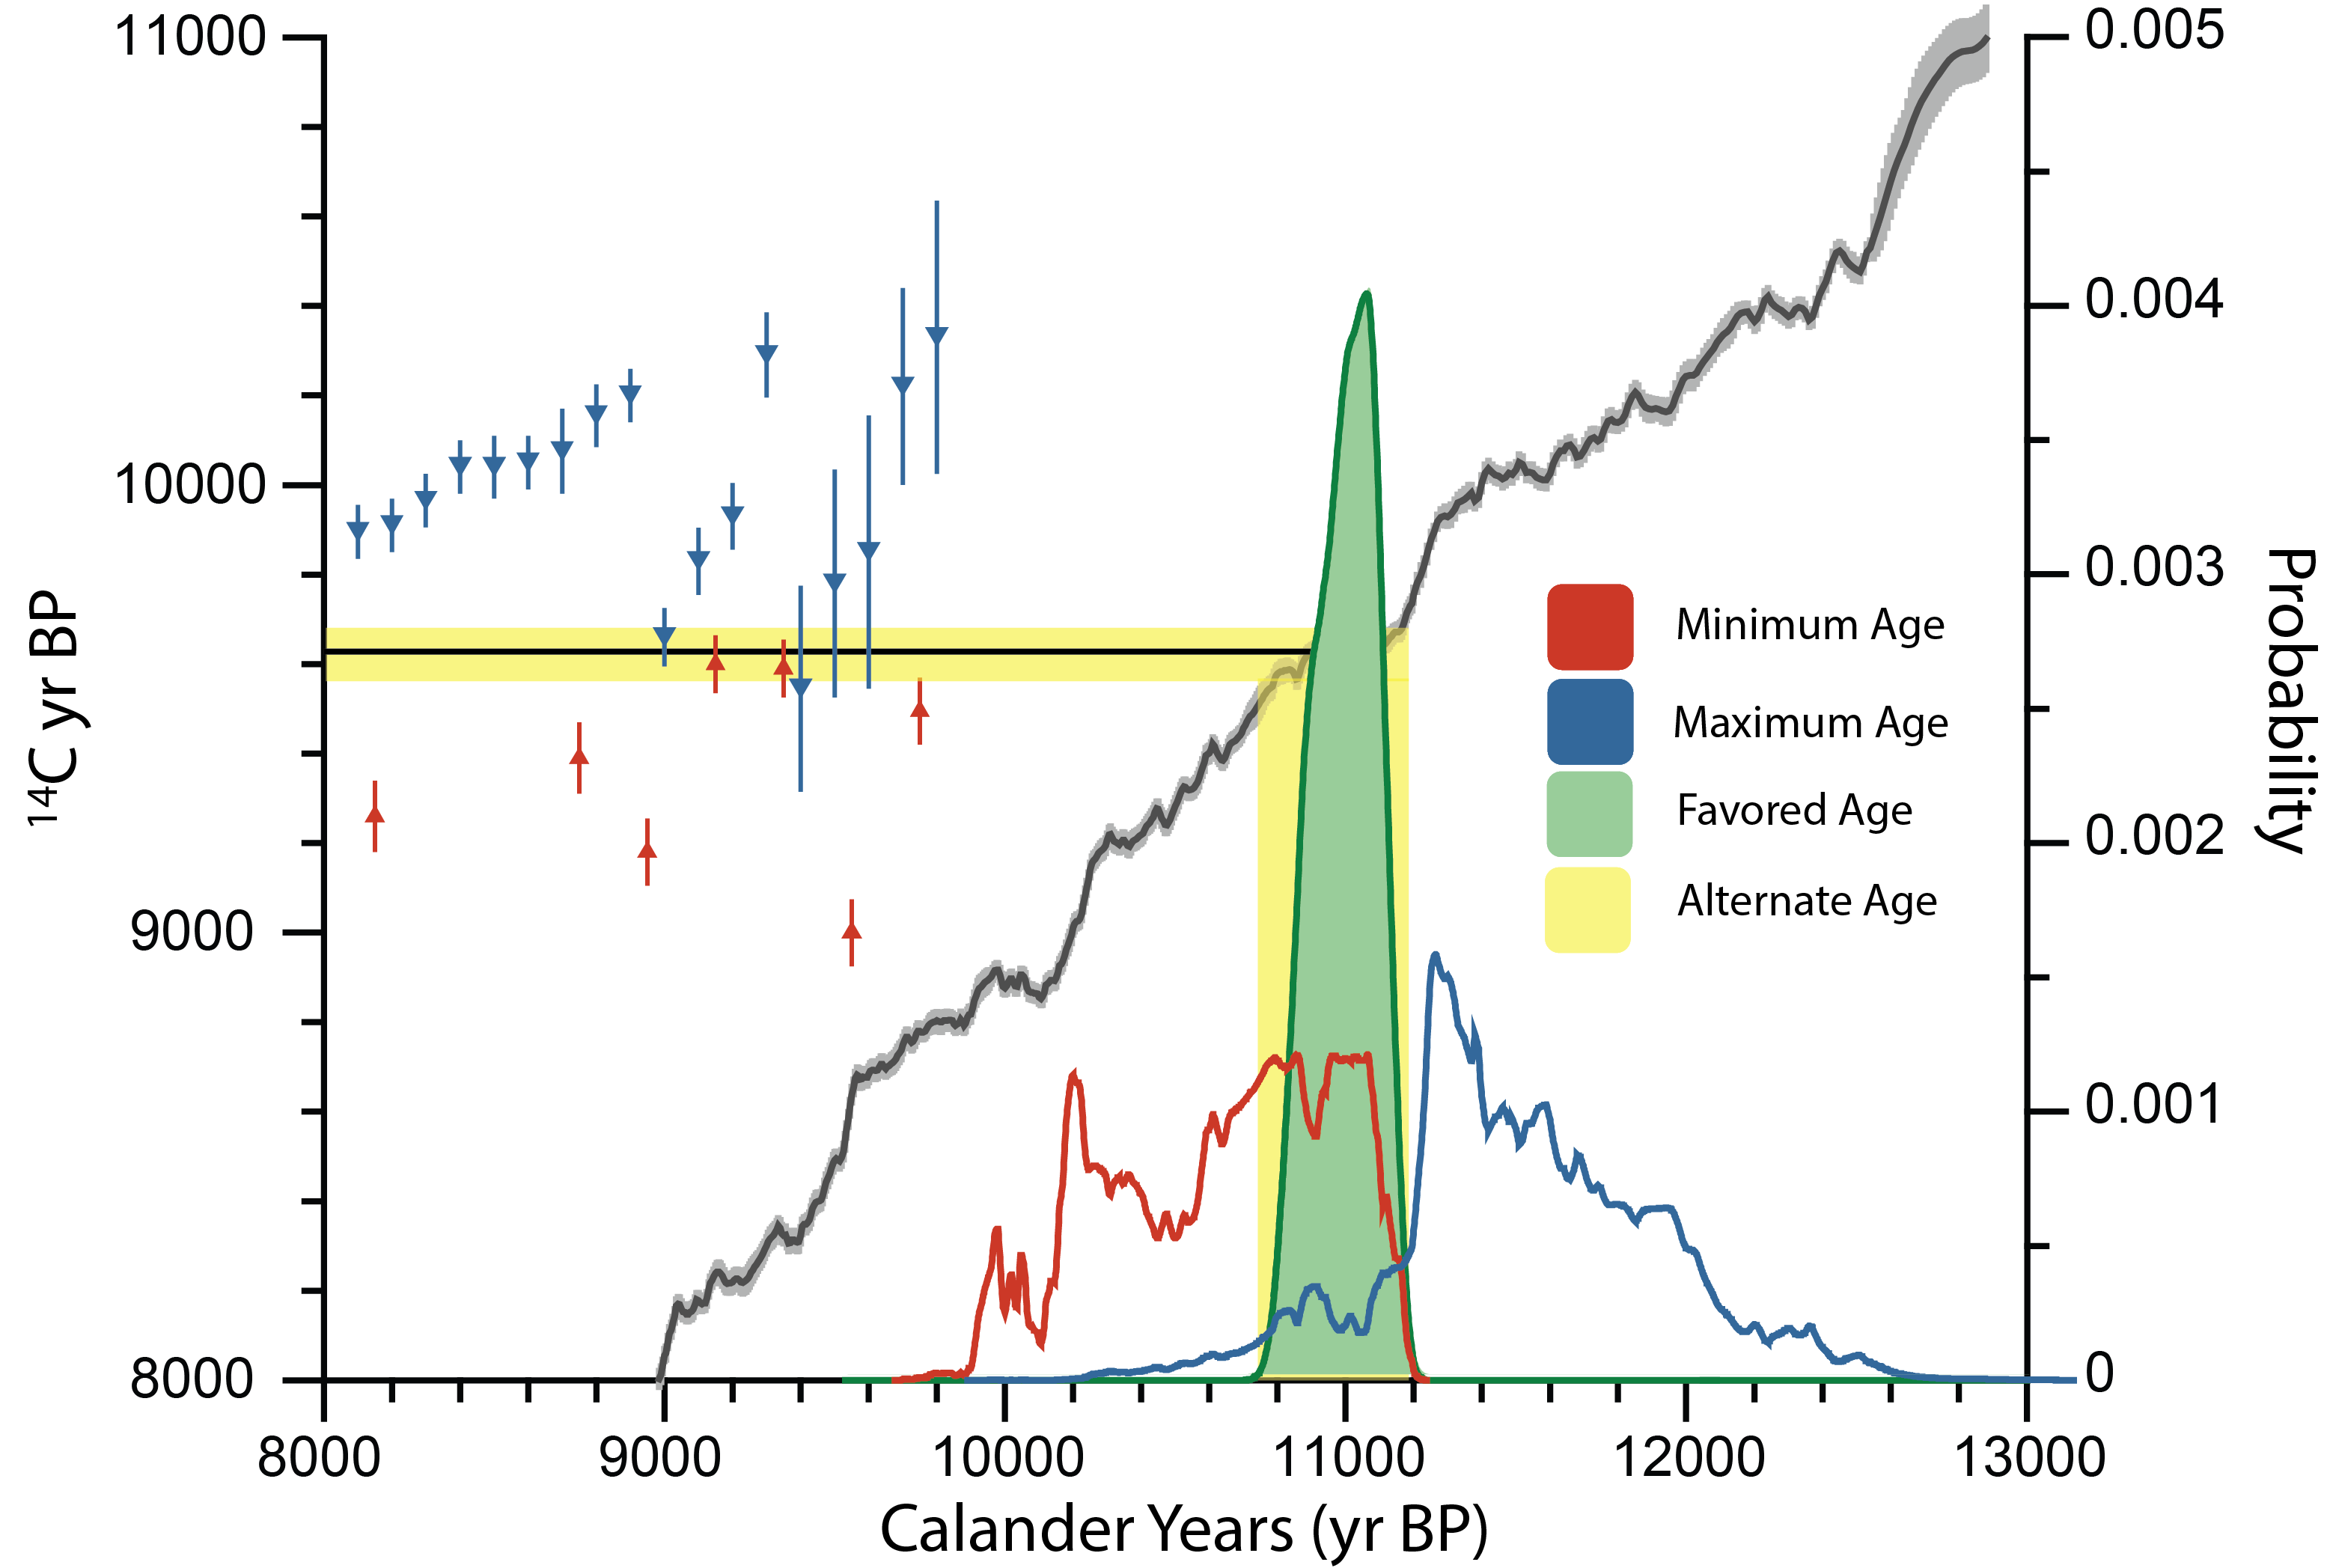 11000
10000
9000
8000
¹⁴C yr BP
0.005
0.004
0.003
0.002
0.001
0
Probability
Minimum Age
Maximum Age
Favored Age
Alternate Age
8000 9000 10000 11000 12000 13000
Calander Years (yr BP)